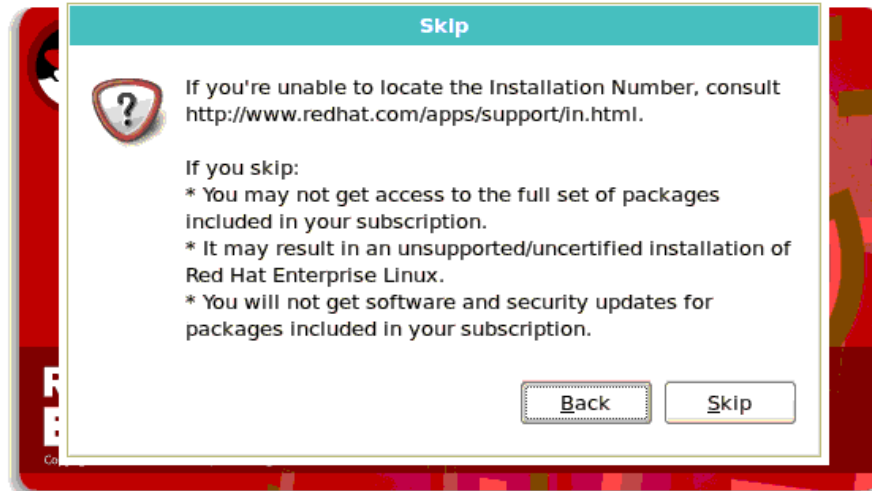 Skip
If you're unable to locate the Installation Number, consult
http://www.redhat.com/apps/support/in.html.
If you skip:
* You may not get access to the full set of packages
included in your subscription.
* It may result in an unsupported/uncertified installation of
Red Hat Enterprise Linux.
* You will not get software and security updates for
packages included in your subscription.
Back
Skip